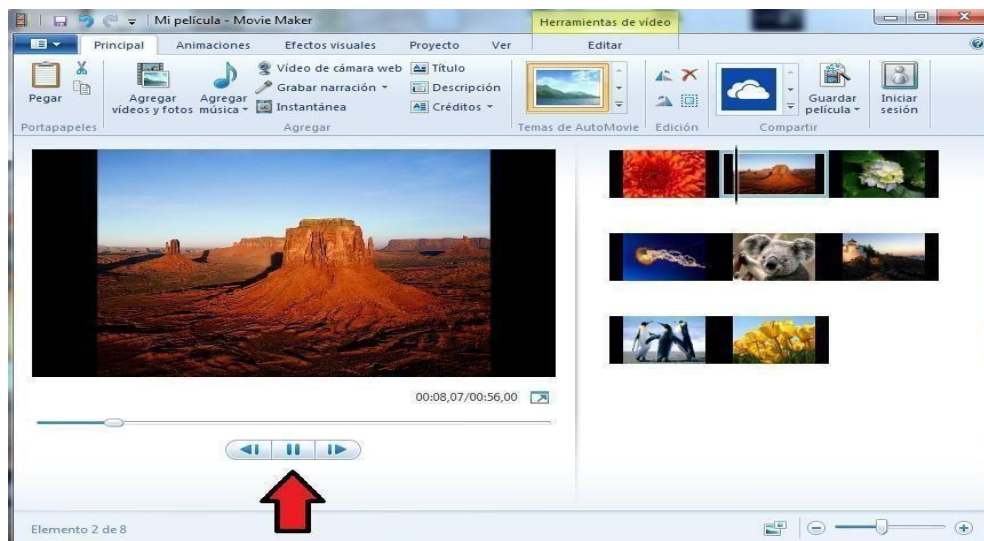 Mi película - Movie Maker
Herramientas de vídeo
Principal
Animaciones
Efectos visuales
Proyecto
Ver
Editar
Pegar
Agregar vídeos y fotos
Agregar música
Vídeo de cámara web
Grabar narración
Instantánea
Título
Descripción
Créditos
Guardar película
Iniciar sesión
Portapapeles
Agregar
Temas de AutoMovie
Edición
Compartir
00:08,07/00:56,00
Elemento 2 de 8